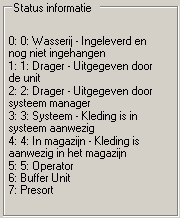 Status informatie
0: 0: Wasserij - Ingeleverd en
nog niet ingehangen
1: 1: Drager - Uitgegeven door
de unit
2: 2: Drager - Uitgegeven door
systeem manager
3: 3: Systeem - Kleding is in
systeem aanwezig
4: 4: In magazijn - Kleding is
aanwezig in het magazijn
5: 5: Operator
6: Buffer Unit
7: Presort